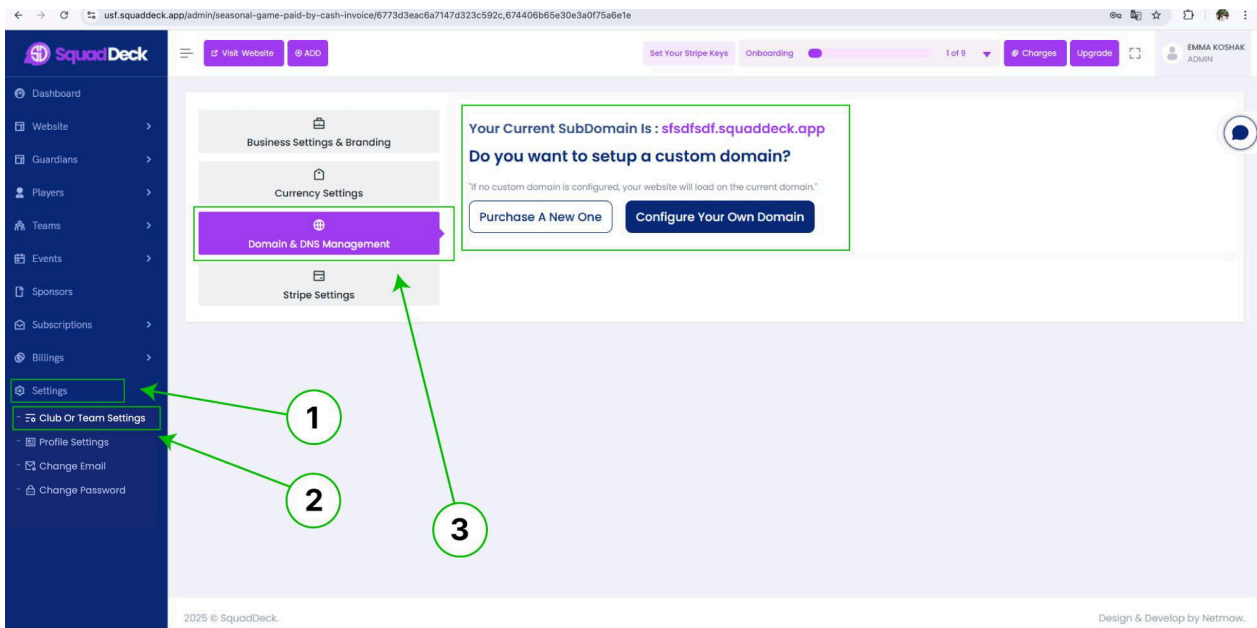 usf.squaddeck.app/admin/seasonal-game-paid-by-cash-invoice/6773d3eac6a7147d323c592c,674406b65e30e3a0f75a6e1e
SquadDeck
Visit Website
ADD
Set Your Stripe Keys
Onboarding
1 of 9
Charges
Upgrade
EMMA KOSHAK
ADMIN
Dashboard
Website
Guardians
Players
Teams
Events
Sponsors
Subscriptions
Billings
Settings
- Club Or Team Settings
- Profile Settings
- Change Email
- Change Password
Business Settings & Branding
Currency Settings
Domain & DNS Management
Stripe Settings
Your Current SubDomain Is : sfsdfsdf.squaddeck.app
Do you want to setup a custom domain?
"If no custom domain is configured, your website will load on the current domain."
Purchase A New One
Configure Your Own Domain
1
2
3
2025 © SquadDeck.
Design & Develop by Netmow.